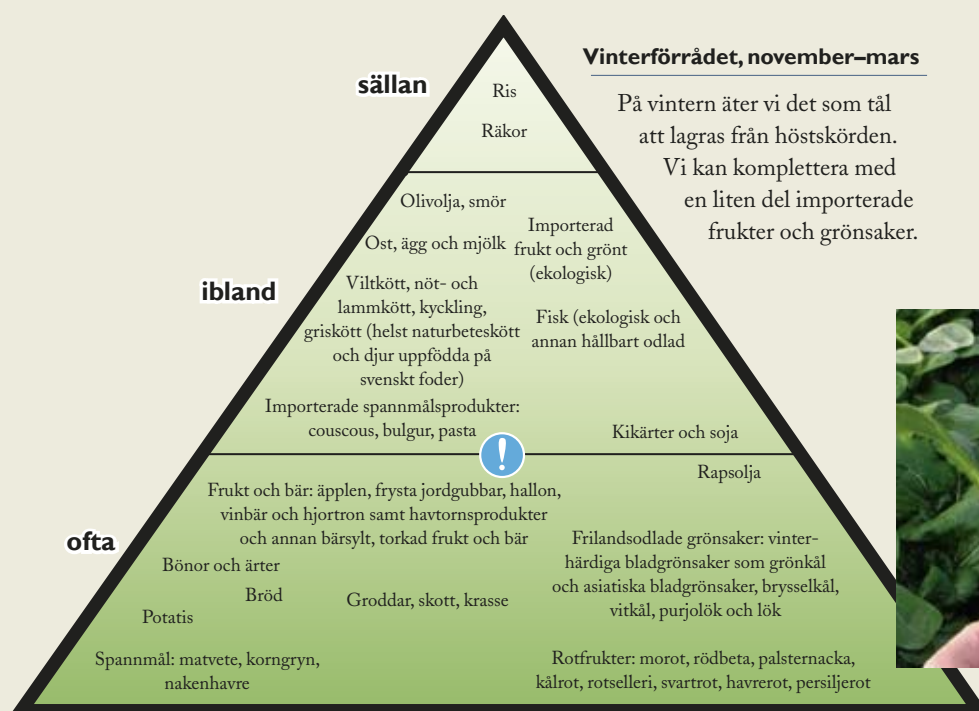 Vinterförrådet, november–mars
På vintern äter vi det som tål
att lagras från höstskörden.
Vi kan komplettera med
en liten del importerade
frukter och grönsaker.
sällan
Ris
Räkor
ibland
Olivolja, smör
Ost, ägg och mjölk
Importerad
frukt och grönt
(ekologisk)
Viltkött, nöt- och
lammkött, kyckling,
griskött (helst naturbeteskött
och djur uppfödda på
svenskt foder)
Fisk (ekologisk och
annan hållbart odlad
Importerade spannmålsprodukter:
couscous, bulgur, pasta
Kikärter och soja
!
ofta
Rapsolja
Frukt och bär: äpplen, frysta jordgubbar, hallon,
vinbär och hjortron samt havtornsprodukter
och annan bärsylt, torkad frukt och bär
Frilandsodlade grönsaker: vinter-
härdiga bladgrönsaker som grönkål
och asiatiska bladgrönsaker, brysselkål,
vitkål, purjolök och lök
Bönor och ärter
Bröd
Groddar, skott, krasse
Potatis
Spannmål: matvete, korngryn,
nakenhavre
Rotfrukter: morot, rödbeta, palsternacka,
kålrot, rotselleri, svartrot, havrerot, persiljerot